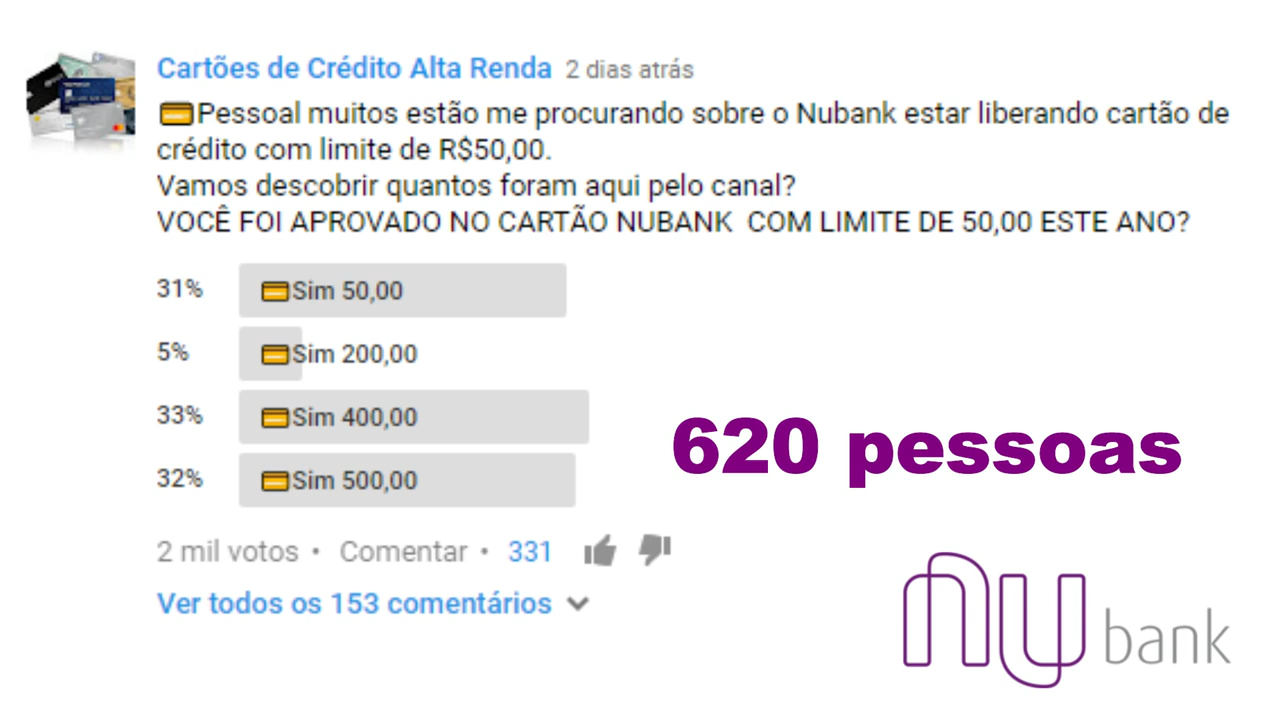 Cartões de Crédito Alta Renda 2 dias atrás
💳Pessoal muitos estão me procurando sobre o Nubank estar liberando cartão de
crédito com limite de R$50,00.
Vamos descobrir quantos foram aqui pelo canal?
VOCÊ FOI APROVADO NO CARTÃO NUBANK COM LIMITE DE 50,00 ESTE ANO?
31% 💳Sim 50,00
5% 💳Sim 200,00
33% 💳Sim 400,00
32% 💳Sim 500,00
620 pessoas
2 mil votos • Comentar • 331
Ver todos os 153 comentários
nu bank